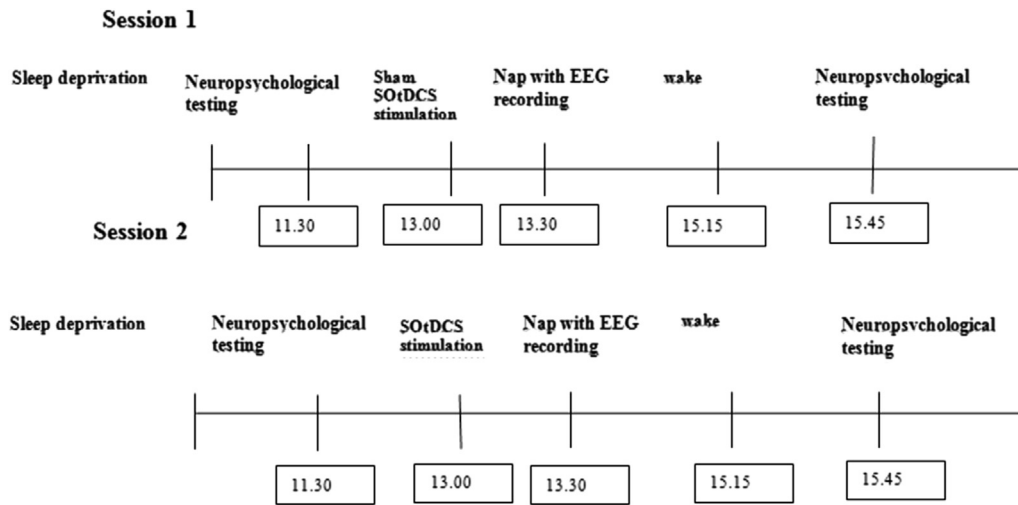 Session 1
Sleep deprivation
Neuropsychological
testing
Sham
SOtDCS
stimulation
Nap with EEG
recording
wake
Neuropsychological
testing
11.30
13.00
13.30
15.15
15.45
Session 2
Sleep deprivation
Neuropsychological
testing
SOtDCS
stimulation
Nap with EEG
recording
wake
Neuropsychological
testing
11.30
13.00
13.30
15.15
15.45